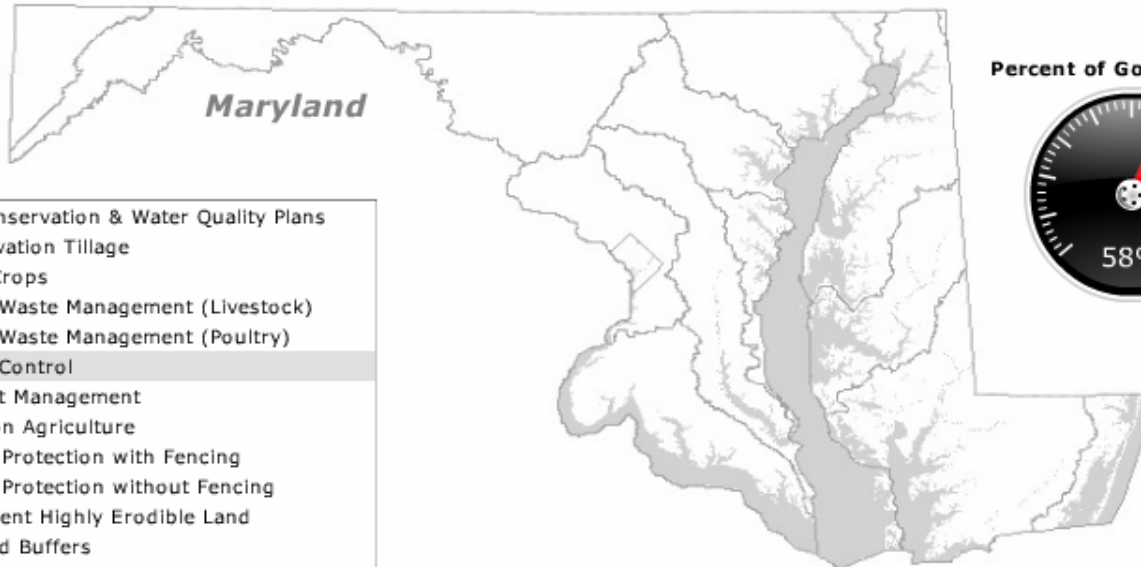 Maryland
Percent of Go
nservation & Water Quality Plans
vation Tillage
Crops
Waste Management (Livestock)
Waste Management (Poultry)
Control
t Management
n Agriculture
Protection with Fencing
Protection without Fencing
ent Highly Erodible Land
d Buffers
58%